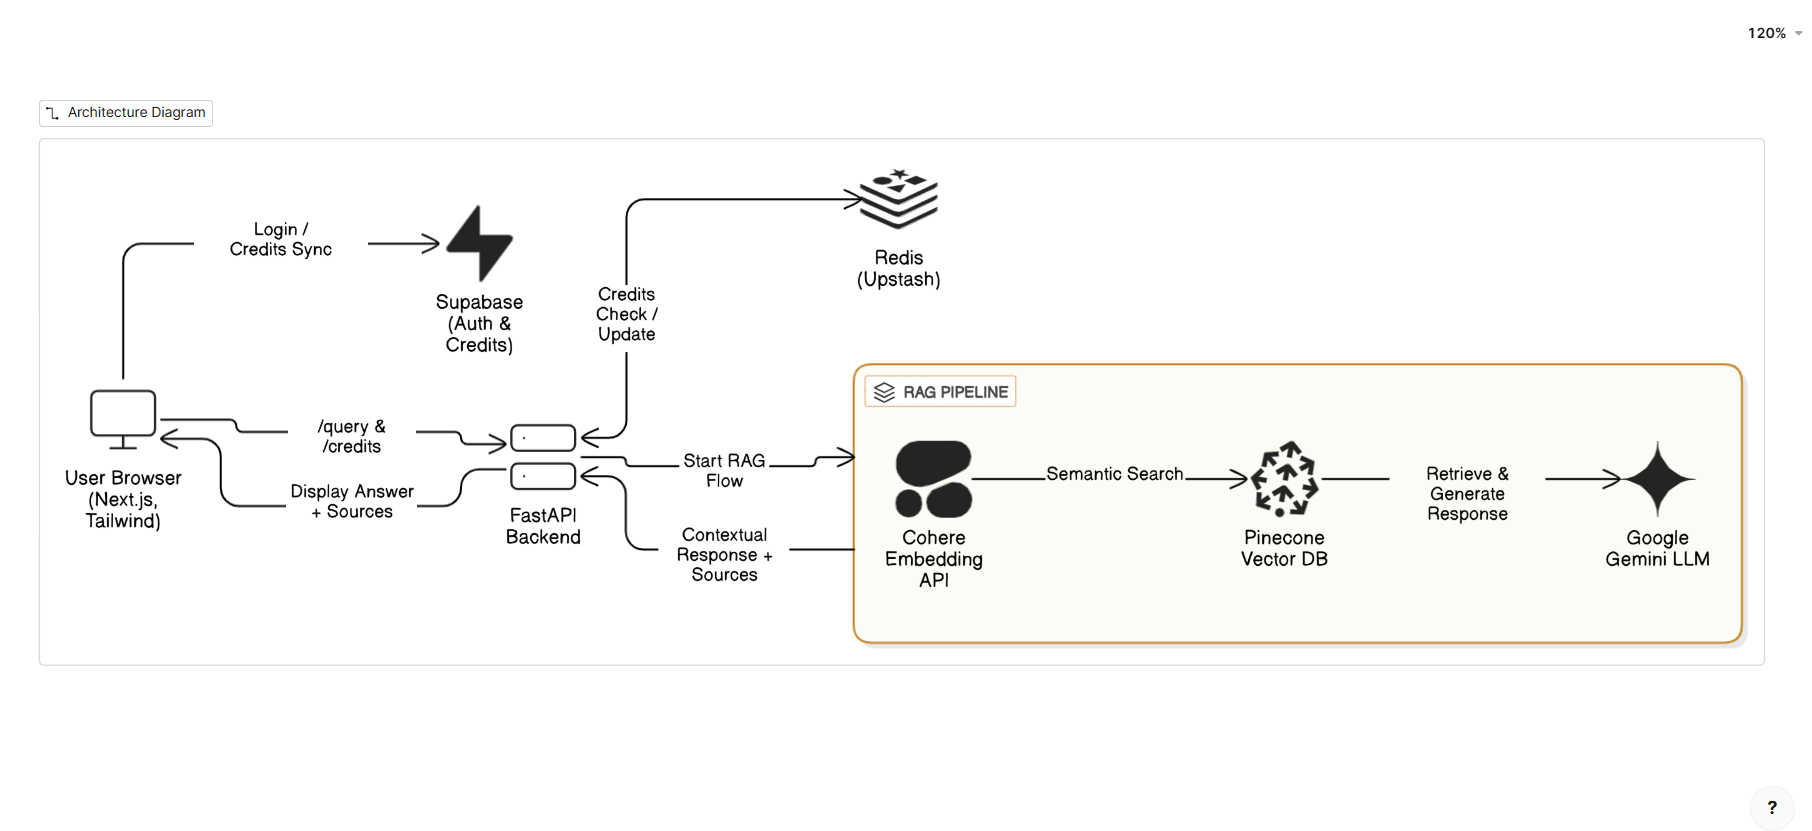 120%
Architecture Diagram
Login /
Credits Sync
Supabase
(Auth &
Credits)
Credits
Check /
Update
Redis
(Upstash)
User Browser
(Next.js,
Tailwind)
/query &
/credits
Display Answer
+ Sources
FastAPI
Backend
Start RAG
Flow
Contextual
Response +
Sources
RAG PIPELINE
Cohere
Embedding
API
Semantic Search
Pinecone
Vector DB
Retrieve &
Generate
Response
Google
Gemini LLM
?